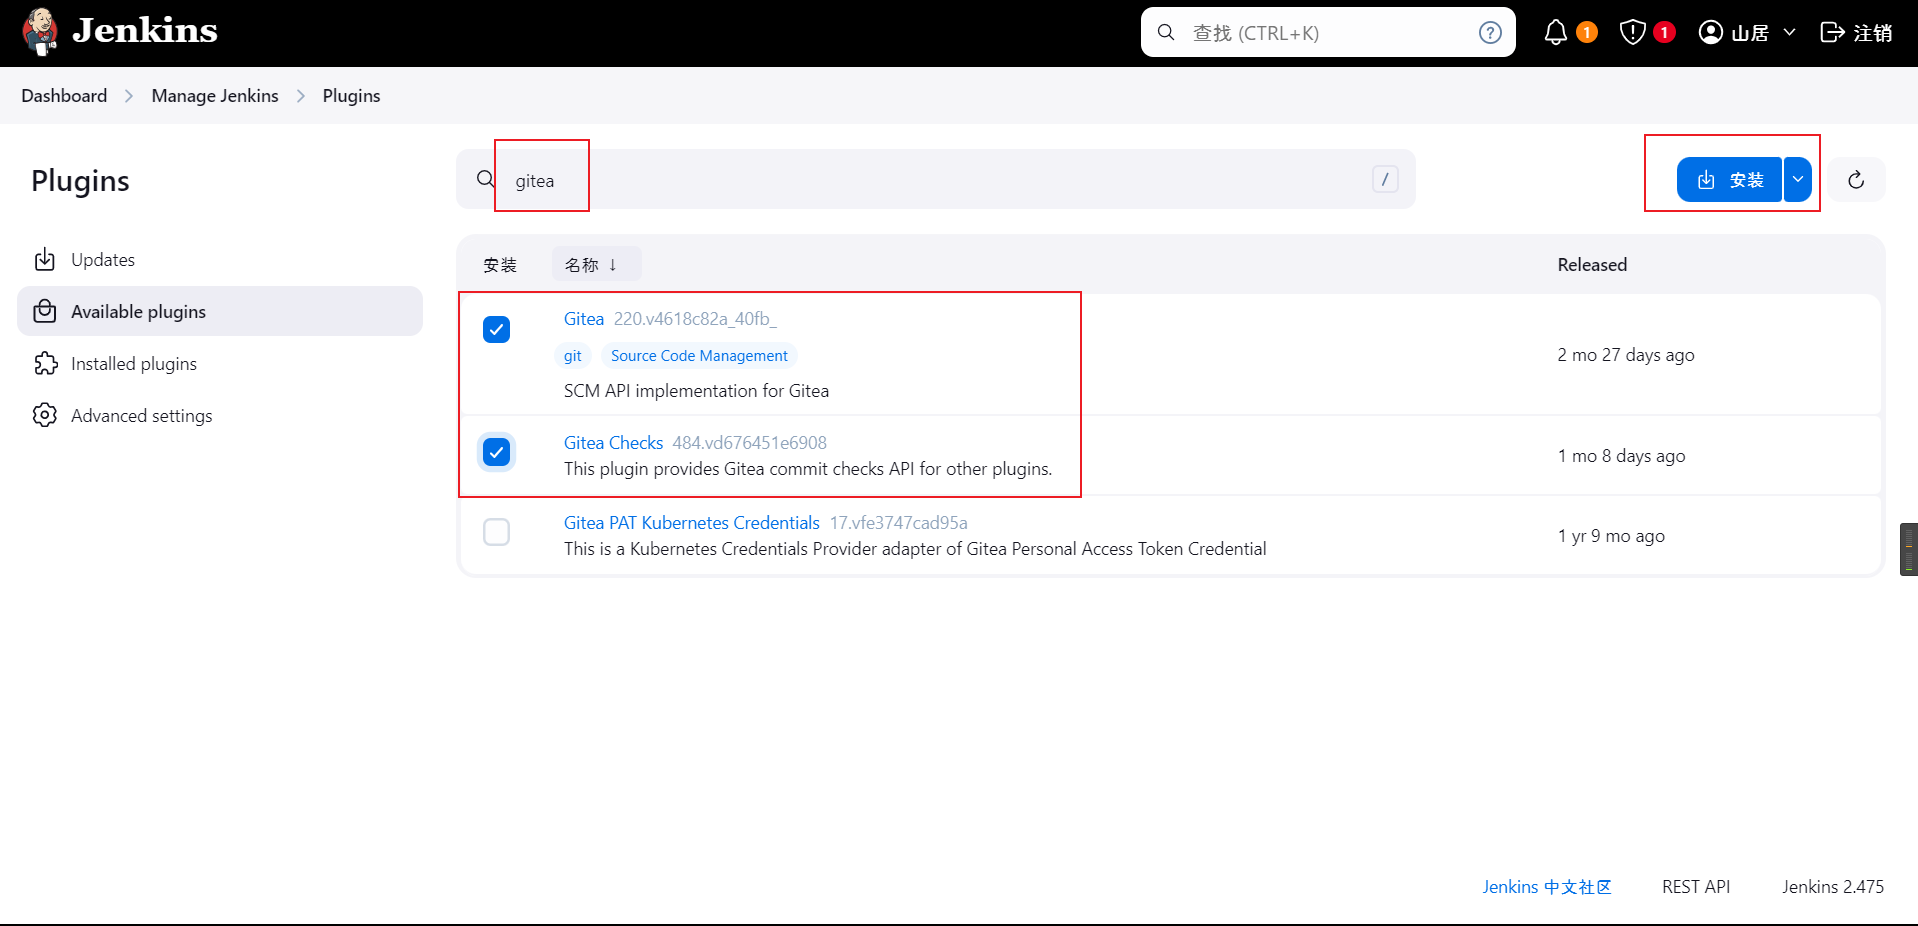 Jenkins
查找 (CTRL+K)
?
1
1
山居
注销
Dashboard
Manage Jenkins
Plugins
Plugins
gitea
/
安装
Updates
Available plugins
Installed plugins
Advanced settings
安装
名称 ↓
Released
Gitea 220.v4618c82a_40fb_
git
Source Code Management
SCM API implementation for Gitea
2 mo 27 days ago
Gitea Checks 484.vd676451e6908
This plugin provides Gitea commit checks API for other plugins.
1 mo 8 days ago
Gitea PAT Kubernetes Credentials 17.vfe3747cad95a
This is a Kubernetes Credentials Provider adapter of Gitea Personal Access Token Credential
1 yr 9 mo ago
Jenkins 中文社区
REST API
Jenkins 2.475